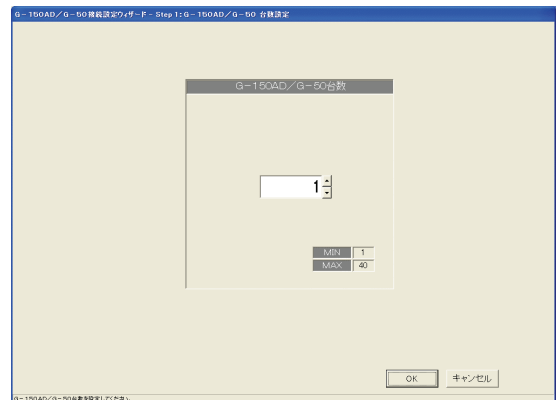 G-150AD/G-50接続設定ウィザード - Step 1:G-150AD/G-50 台数設定
G-150AD/G-50台数
1
MIN 1
MAX 40
OK キャンセル
G-150AD/G-50台数を設定してください。